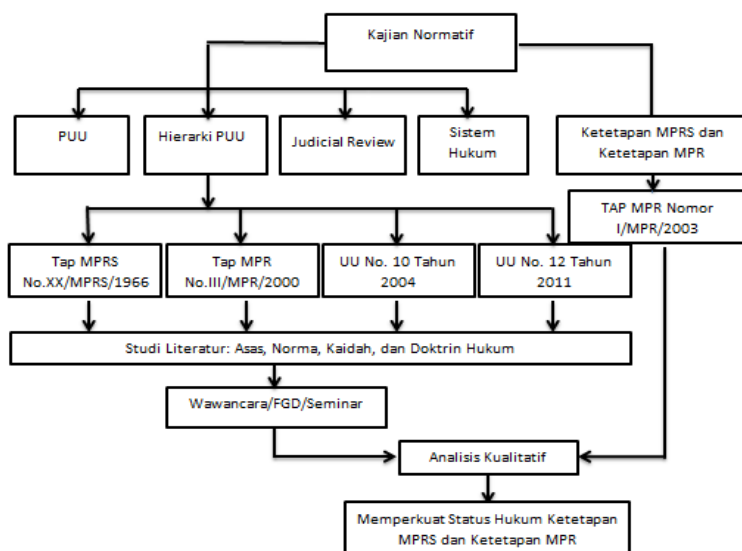 Kajian Normatif
PUU
Hierarki PUU
Judicial Review
Sistem
Hukum
Ketetapan MPRS dan
Ketetapan MPR
TAP MPR Nomor
I/MPR/2003
Tap MPRS
No.XX/MPRS/1966
Tap MPR
No.III/MPR/2000
UU No. 10 Tahun
2004
UU No. 12 Tahun
2011
Studi Literatur: Asas, Norma, Kaidah, dan Doktrin Hukum
Wawancara/FGD/Seminar
Analisis Kualitatif
Memperkuat Status Hukum Ketetapan
MPRS dan Ketetapan MPR